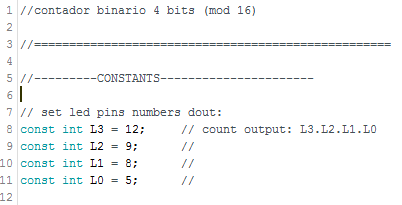 1 //contador binario 4 bits (mod 16)
2
3 //===================================================
4
5 //---------CONSTANTS----------------------
6
7 // set led pins numbers dout:
8 const int L3 = 12;     // count output: L3.L2.L1.L0
9 const int L2 = 9;      //
10 const int L1 = 8;      //
11 const int L0 = 5;      //
12